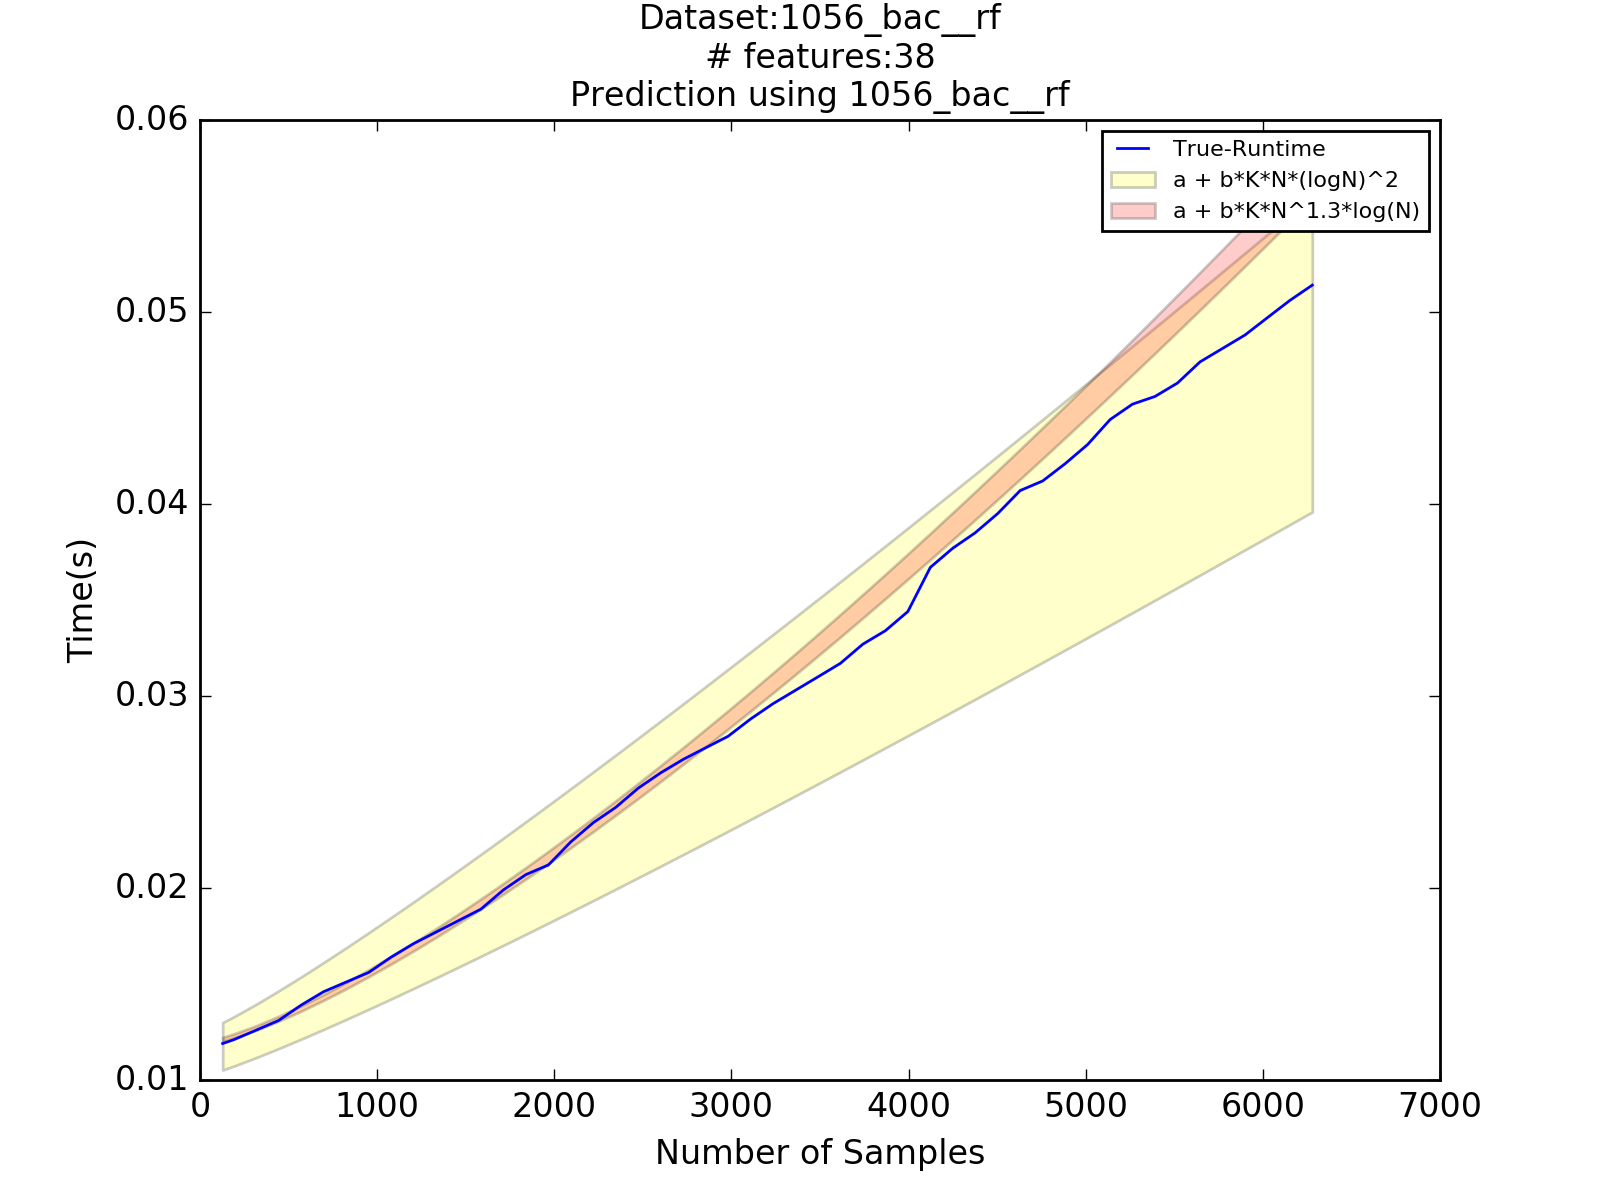 Dataset:1056_bac__rf
# features:38
Prediction using 1056_bac__rf
True-Runtime
a + b*K*N*(logN)^2
a + b*K*N^1.3*log(N)
0.06
0.05
0.04
0.03
0.02
0.01
Time(s)
0 1000 2000 3000 4000 5000 6000 7000
Number of Samples